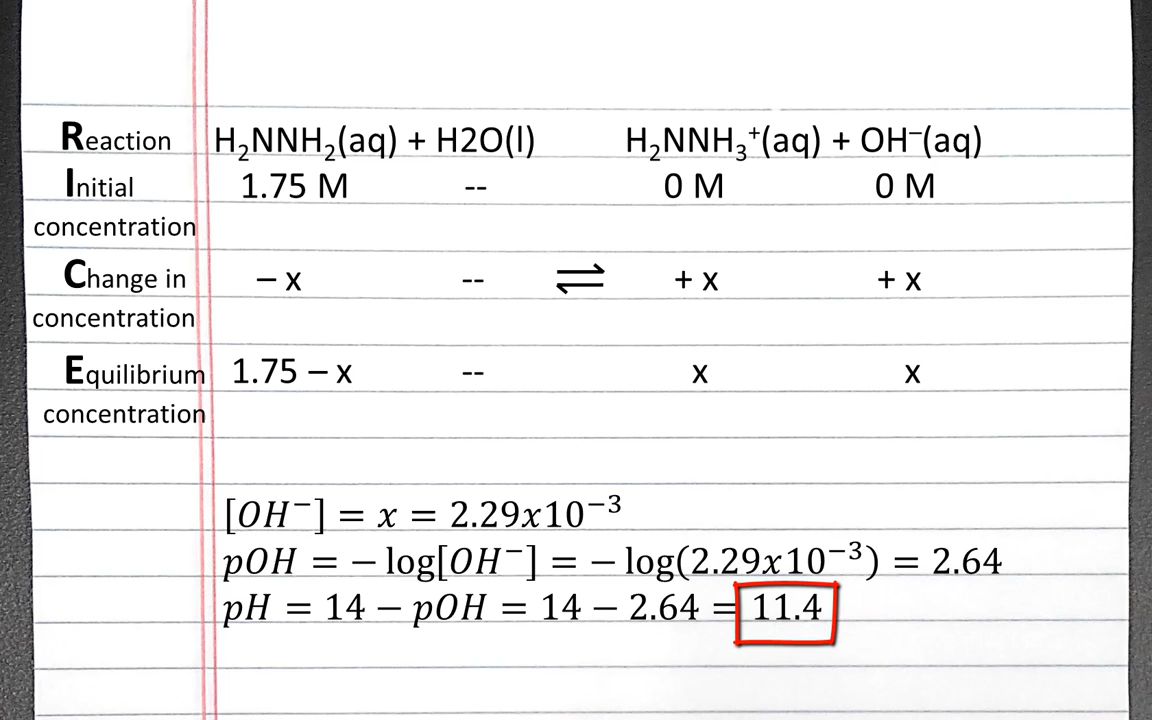 Reaction H₂NNH₂(aq) + H2O(l) H₂NNH₃⁺(aq) + OH⁻(aq)
Initial 1.75 M -- 0 M 0 M
concentration
Change in – x -- ⇌ + x + x
concentration
Equilibrium 1.75 – x -- x x
concentration
[OH⁻] = x = 2.29x10⁻³
pOH = − log[OH⁻] = − log(2.29x10⁻³) = 2.64
pH = 14 − pOH = 14 − 2.64 = 11.4